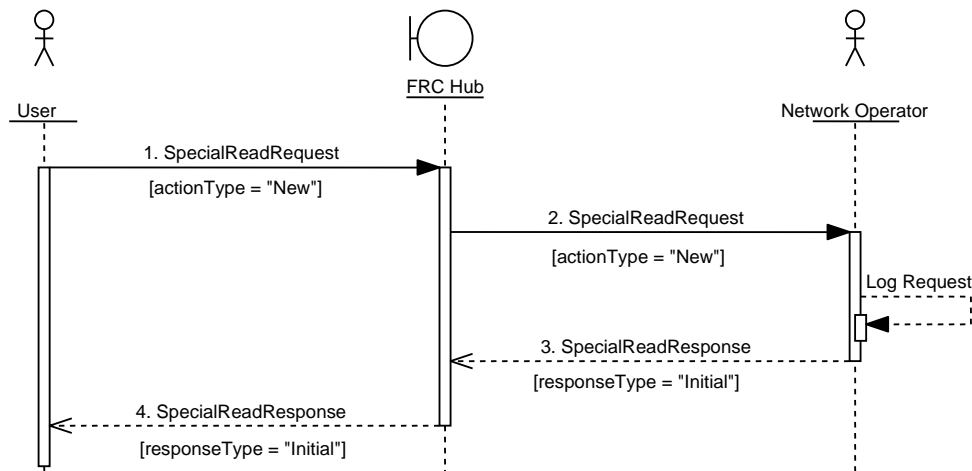 FRC Hub
User
Network Operator
1. SpecialReadRequest
[actionType = "New"]
2. SpecialReadRequest
[actionType = "New"]
Log Request
3. SpecialReadResponse
[responseType = "Initial"]
4. SpecialReadResponse
[responseType = "Initial"]